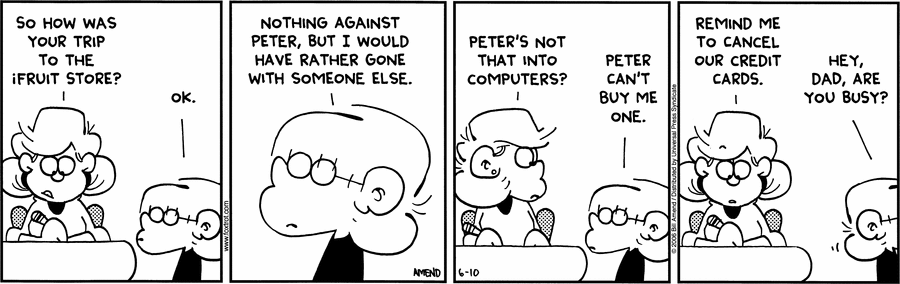 SO HOW WAS
YOUR TRIP
TO THE
iFRUIT STORE?
OK.
www.foxtrot.com
NOTHING AGAINST
PETER, BUT I WOULD
HAVE RATHER GONE
WITH SOMEONE ELSE.
AMEND
PETER'S NOT
THAT INTO
COMPUTERS?
PETER
CAN'T
BUY ME
ONE.
6-10
© 2006 Bill Amend / Distributed by Universal Press Syndicate
REMIND ME
TO CANCEL
OUR CREDIT
CARDS.
HEY,
DAD, ARE
YOU BUSY?